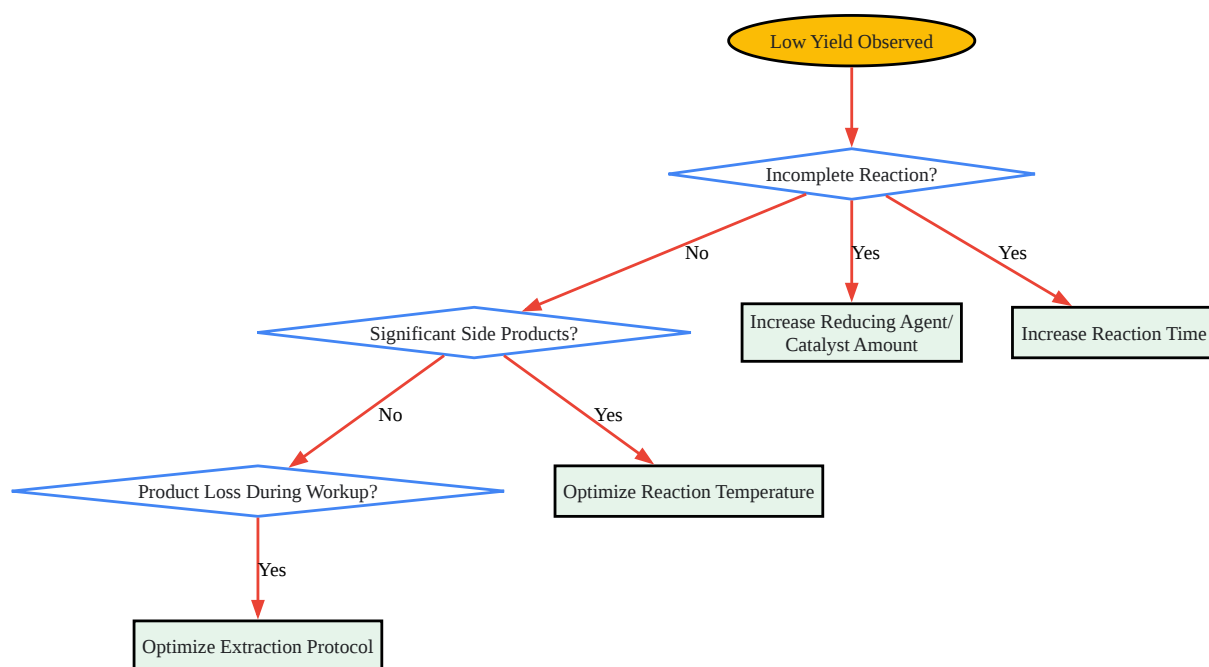 Low Yield Observed
Incomplete Reaction?
No
Yes
Yes
Significant Side Products?
Increase Reducing Agent/
Catalyst Amount
Increase Reaction Time
No
Yes
Product Loss During Workup?
Optimize Reaction Temperature
Yes
Optimize Extraction Protocol